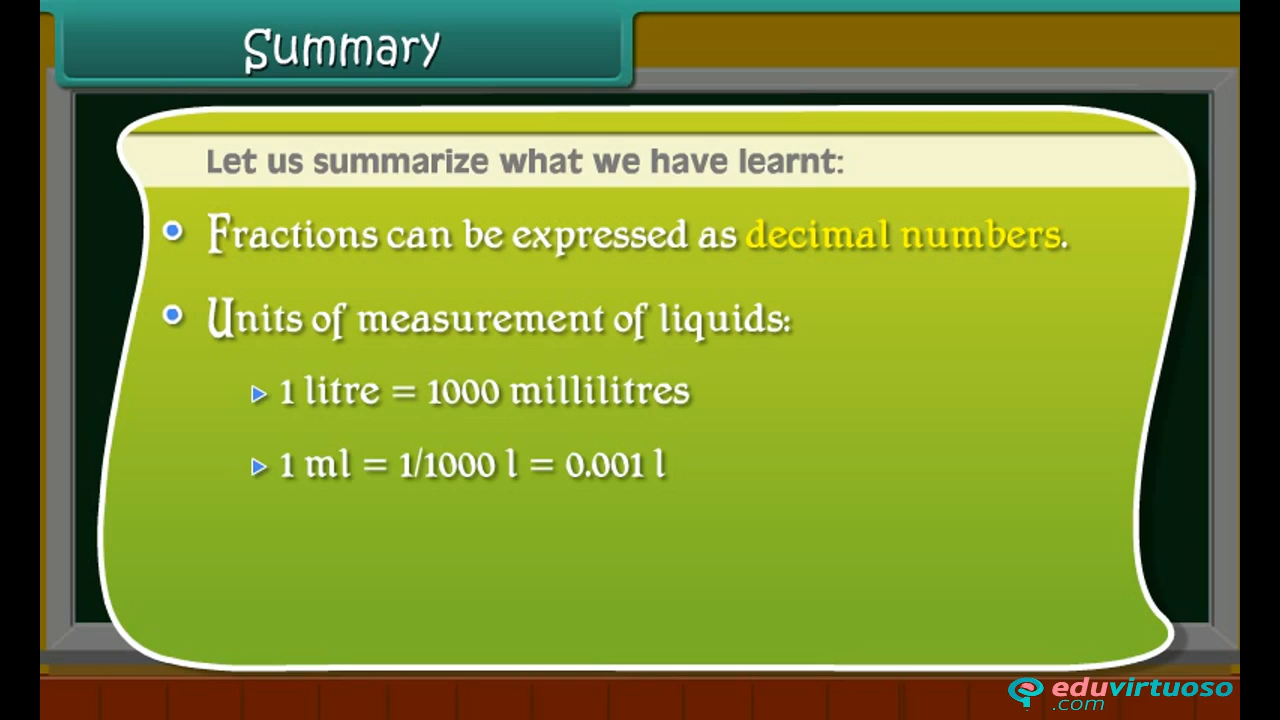 Summary
Let us summarize what we have learnt:
Fractions can be expressed as decimal numbers.
Units of measurement of liquids:
1 litre = 1000 millilitres
1 ml = 1/1000 l = 0.001 l
eduvirtuoso
.com